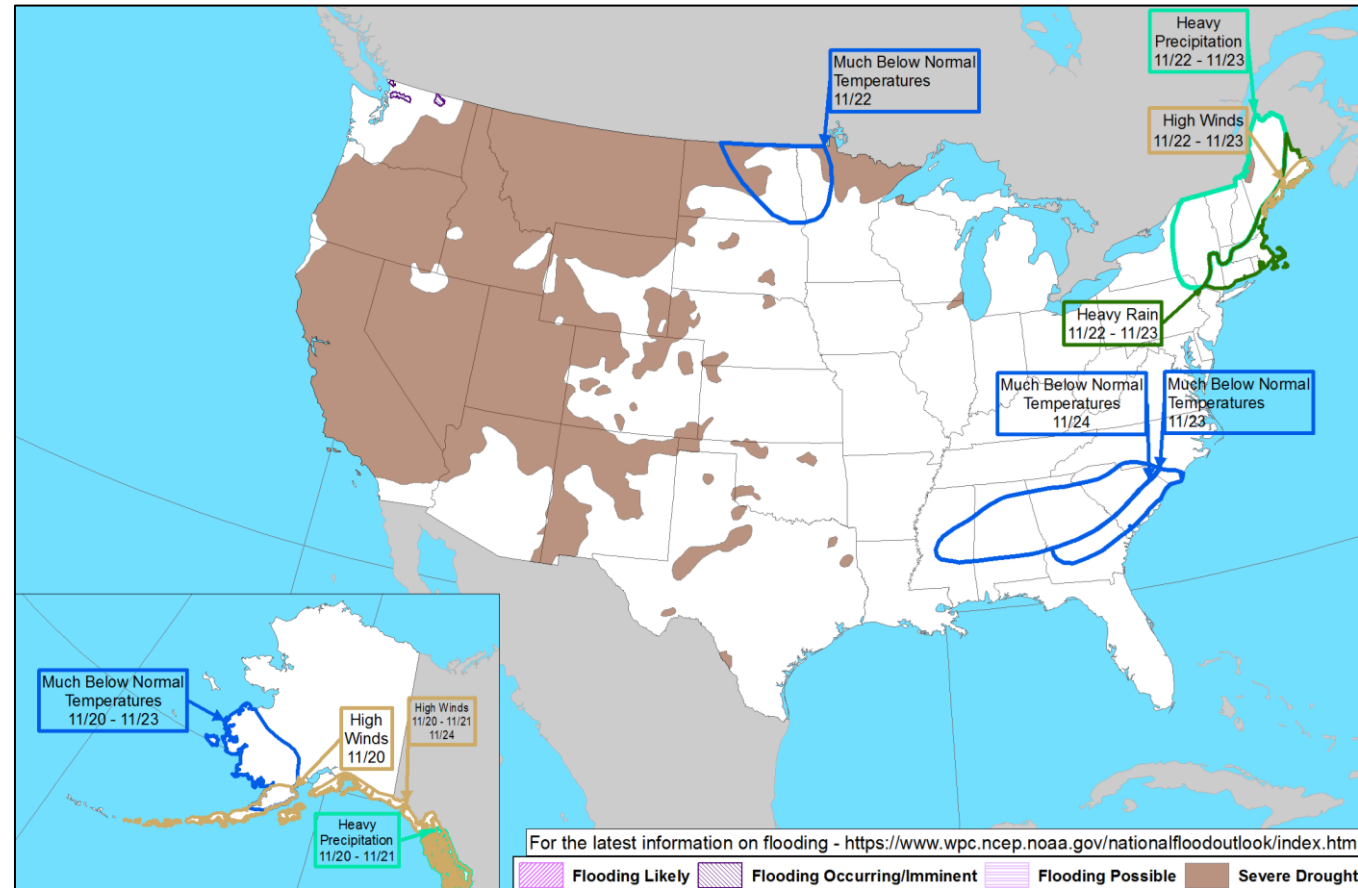 Heavy
Precipitation
11/22 - 11/23
Much Below Normal
Temperatures
11/22
High Winds
11/22 - 11/23
Heavy Rain
11/22 - 11/23
Much Below Normal
Temperatures
11/24
Much Below Normal
Temperatures
11/23
Much Below Normal
Temperatures
11/20 - 11/23
High
Winds
11/20
High Winds
11/20 - 11/21
11/24
Heavy
Precipitation
11/20 - 11/21
For the latest information on flooding - https://www.wpc.ncep.noaa.gov/nationalfloodoutlook/index.htm
Flooding Likely
Flooding Occurring/Imminent
Flooding Possible
Severe Drought